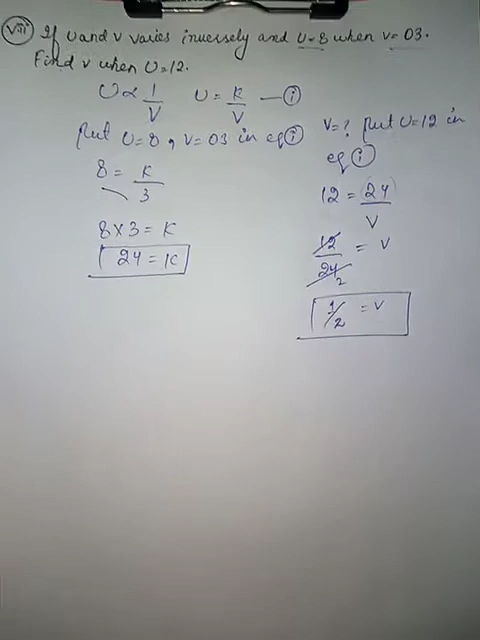 (viii) If U and V varies inversely and U=8 when V=03.
Find V when U=12.
U ∝ 1/V U = K/V — (i)
Put U=8, V=03 in eq (i)
8 = K/3
8×3 = K
24 = K
V=? Put U=12 in
eq (i)
12 = 24/V
12/24 2 = V
1/2 = V